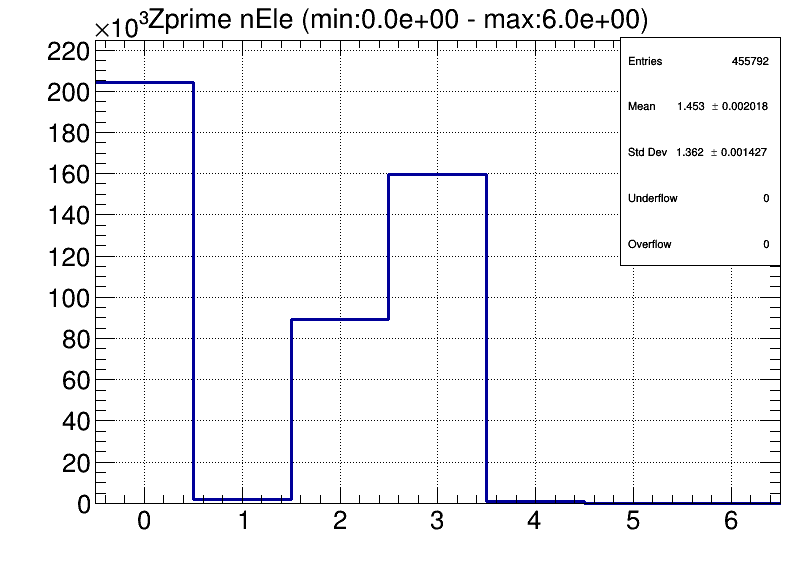 ×10³ Zprime nEle (min:0.0e+00 - max:6.0e+00)
Entries 455792
Mean 1.453 ± 0.002018
Std Dev 1.362 ± 0.001427
Underflow 0
Overflow 0
220
200
180
160
140
120
100
80
60
40
20
0
0 1 2 3 4 5 6